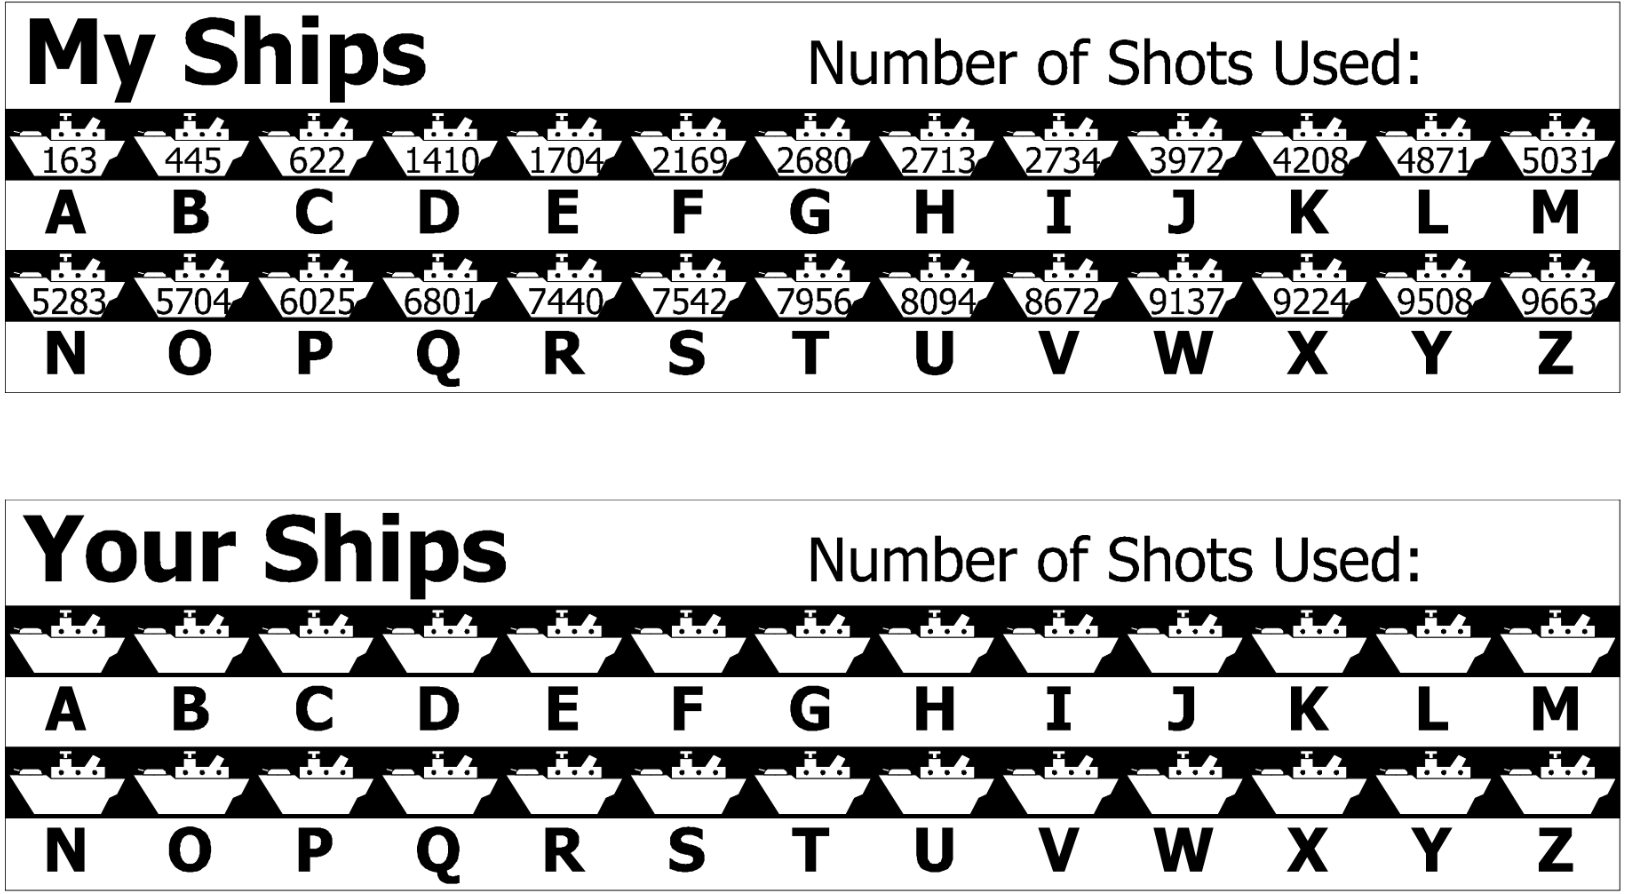 My Ships Number of Shots Used:
163 445 622 1410 1704 2169 2680 2713 2734 3972 4208 4871 5031
A B C D E F G H I J K L M
5283 5704 6025 6801 7440 7542 7956 8094 8672 9137 9224 9508 9663
N O P Q R S T U V W X Y Z
Your Ships Number of Shots Used:
A B C D E F G H I J K L M
N O P Q R S T U V W X Y Z